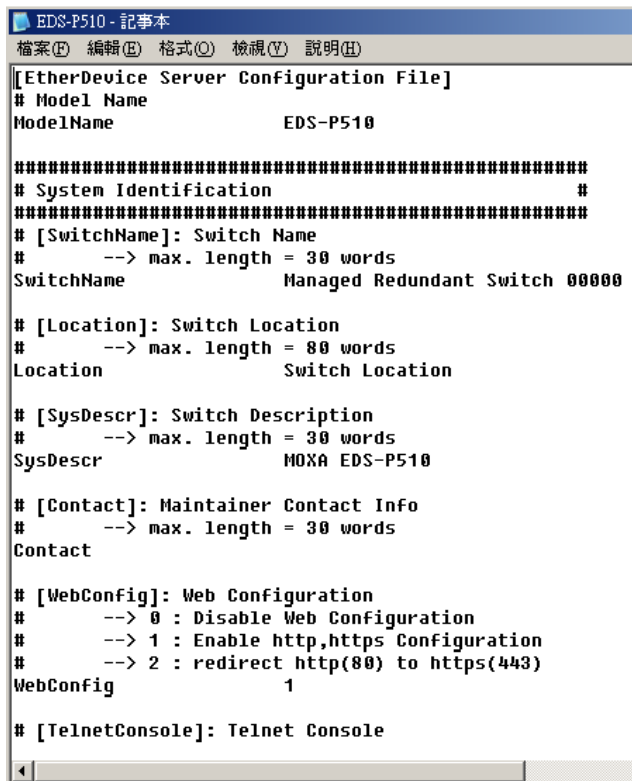 EDS-P510 - 記事本
檔案(F) 編輯(E) 格式(O) 檢視(V) 說明(H)
[EtherDevice Server Configuration File]
# Model Name
ModelName EDS-P510
###################################################
# System Identification #
###################################################
# [SwitchName]: Switch Name
# --> max. length = 30 words
SwitchName Managed Redundant Switch 00000
# [Location]: Switch Location
# --> max. length = 80 words
Location Switch Location
# [SysDescr]: Switch Description
# --> max. length = 30 words
SysDescr MOXA EDS-P510
# [Contact]: Maintainer Contact Info
# --> max. length = 30 words
Contact
# [WebConfig]: Web Configuration
# --> 0 : Disable Web Configuration
# --> 1 : Enable http,https Configuration
# --> 2 : redirect http(80) to https(443)
WebConfig 1
# [TelnetConsole]: Telnet Console